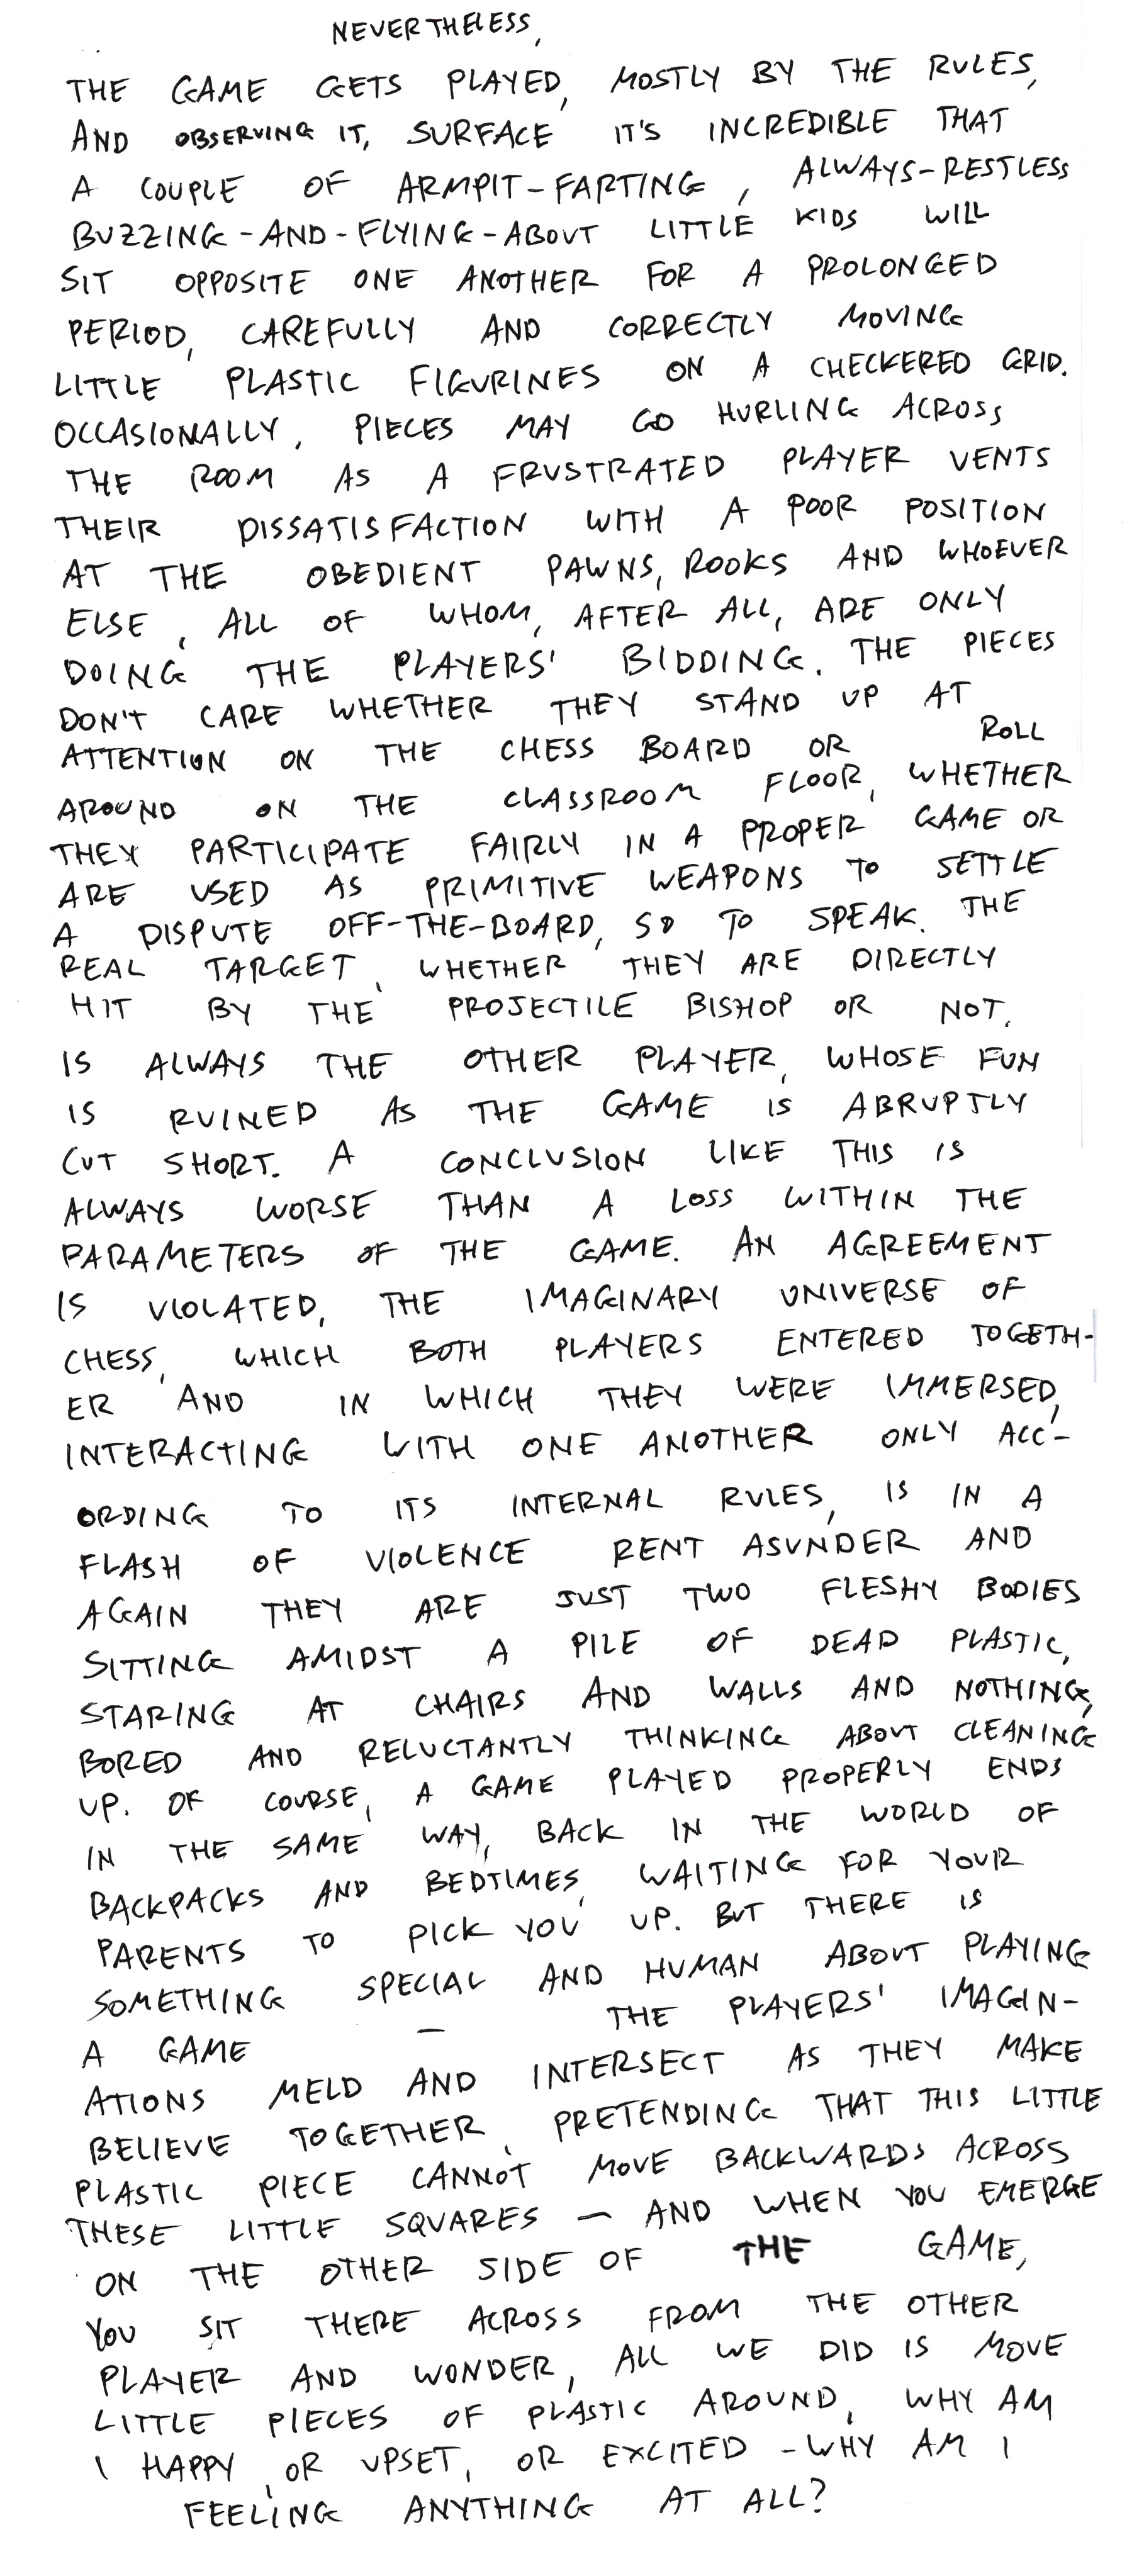 NEVERTHELESS,
THE GAME GETS PLAYED, MOSTLY BY THE RULES,
AND OBSERVING IT, SURFACE IT'S INCREDIBLE THAT
A COUPLE OF ARMPIT-FARTING, ALWAYS-RESTLESS
BUZZING-AND-FLYING-ABOUT LITTLE KIDS WILL
SIT OPPOSITE ONE ANOTHER FOR A PROLONGED
PERIOD, CAREFULLY AND CORRECTLY MOVING
LITTLE PLASTIC FIGURINES ON A CHECKERED GRID.
OCCASIONALLY, PIECES MAY GO HURLING ACROSS
THE ROOM AS A FRUSTRATED PLAYER VENTS
THEIR DISSATISFACTION WITH A POOR POSITION
AT THE OBEDIENT PAWNS, ROOKS AND WHOEVER
ELSE, ALL OF WHOM, AFTER ALL, ARE ONLY
DOING THE PLAYERS' BIDDING. THE PIECES
DON'T CARE WHETHER THEY STAND UP AT
ATTENTION ON THE CHESS BOARD OR ROLL
AROUND ON THE CLASSROOM FLOOR, WHETHER
THEY PARTICIPATE FAIRLY IN A PROPER GAME OR
ARE USED AS PRIMITIVE WEAPONS TO SETTLE
A DISPUTE OFF-THE-BOARD, SO TO SPEAK. THE
REAL TARGET, WHETHER THEY ARE DIRECTLY
HIT BY THE PROJECTILE BISHOP OR NOT,
IS ALWAYS THE OTHER PLAYER, WHOSE FUN
IS RUINED AS THE GAME IS ABRUPTLY
CUT SHORT. A CONCLUSION LIKE THIS IS
ALWAYS WORSE THAN A LOSS WITHIN THE
PARAMETERS OF THE GAME. AN AGREEMENT
IS VIOLATED, THE IMAGINARY UNIVERSE OF
CHESS, WHICH BOTH PLAYERS ENTERED TOGETH-
ER AND IN WHICH THEY WERE IMMERSED,
INTERACTING WITH ONE ANOTHER ONLY ACC-
ORDING TO ITS INTERNAL RULES, IS IN A
FLASH OF VIOLENCE RENT ASUNDER AND
AGAIN THEY ARE JUST TWO FLESHY BODIES
SITTING AMIDST A PILE OF DEAD PLASTIC,
STARING AT CHAIRS AND WALLS AND NOTHING,
BORED AND RELUCTANTLY THINKING ABOUT CLEANING
UP. OF COURSE, A GAME PLAYED PROPERLY ENDS
IN THE SAME WAY, BACK IN THE WORLD OF
BACKPACKS AND BEDTIMES, WAITING FOR YOUR
PARENTS TO PICK YOU UP. BUT THERE IS
SOMETHING SPECIAL AND HUMAN ABOUT PLAYING
A GAME — THE PLAYERS' IMAGIN-
ATIONS MELD AND INTERSECT AS THEY MAKE
BELIEVE TOGETHER, PRETENDING THAT THIS LITTLE
PLASTIC PIECE CANNOT MOVE BACKWARDS ACROSS
THESE LITTLE SQUARES — AND WHEN YOU EMERGE
ON THE OTHER SIDE OF THE GAME,
YOU SIT THERE ACROSS FROM THE OTHER
PLAYER AND WONDER, ALL WE DID IS MOVE
LITTLE PIECES OF PLASTIC AROUND, WHY AM
I HAPPY, OR UPSET, OR EXCITED - WHY AM I
FEELING ANYTHING AT ALL?